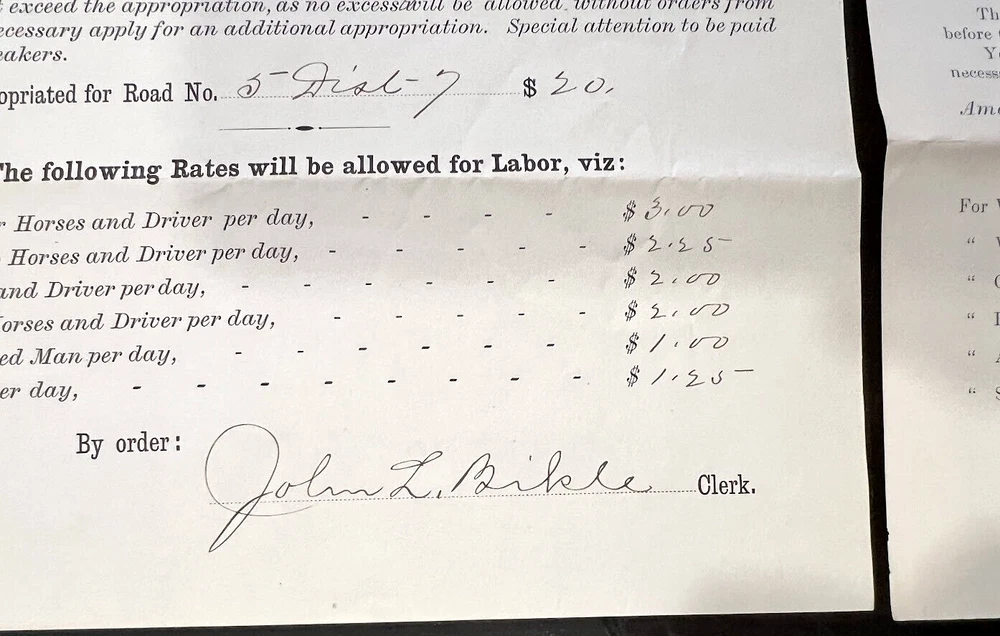 exceed the appropriation, as no excess will be allowed without orders from
ecessary apply for an additional appropriation. Special attention to be paid
eakers.
opriated for Road No. 5 Dist-7 $ 20.
The following Rates will be allowed for Labor, viz:
r Horses and Driver per day, - - - - $ 3.00
Horses and Driver per day, - - - - - $ 2.25
and Driver per day, - - - - - - $ 2.00
orses and Driver per day, - - - - - $ 2.00
ed Man per day, - - - - - - $ 1.00
er day, - - - - - - - - $ 1.25
By order: John L. Bikle Clerk.
Th
before
Y
necess
Am
For
"
"
"
"
"